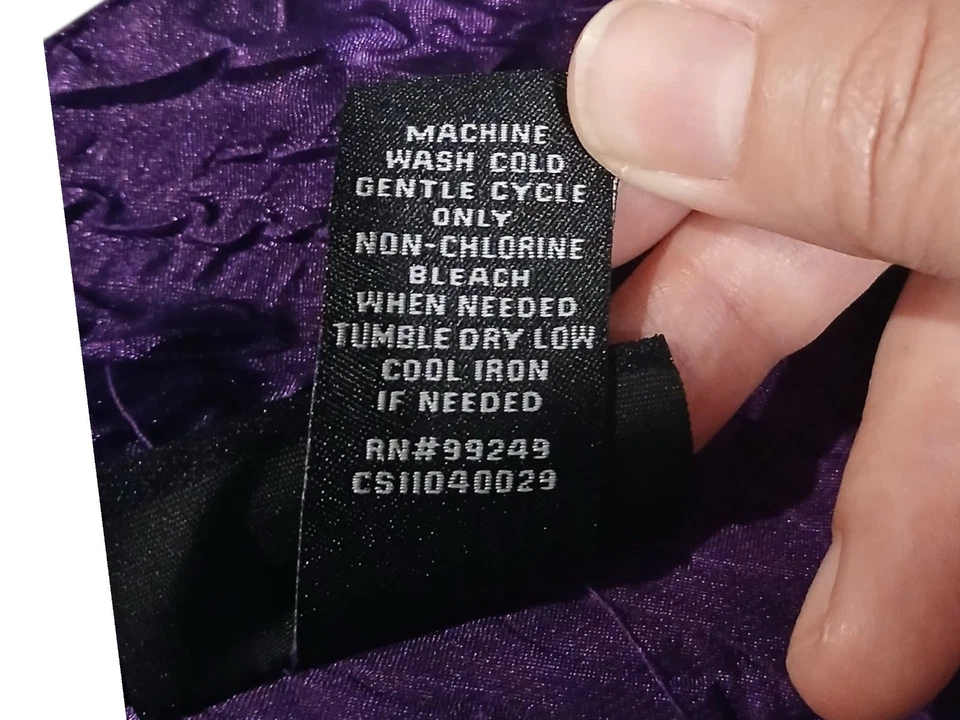 MACHINE
WASH COLD
GENTLE CYCLE
ONLY
NON-CHLORINE
BLEACH
WHEN NEEDED
TUMBLE DRY LOW
COOL IRON
IF NEEDED
RN#99249
CS11040029